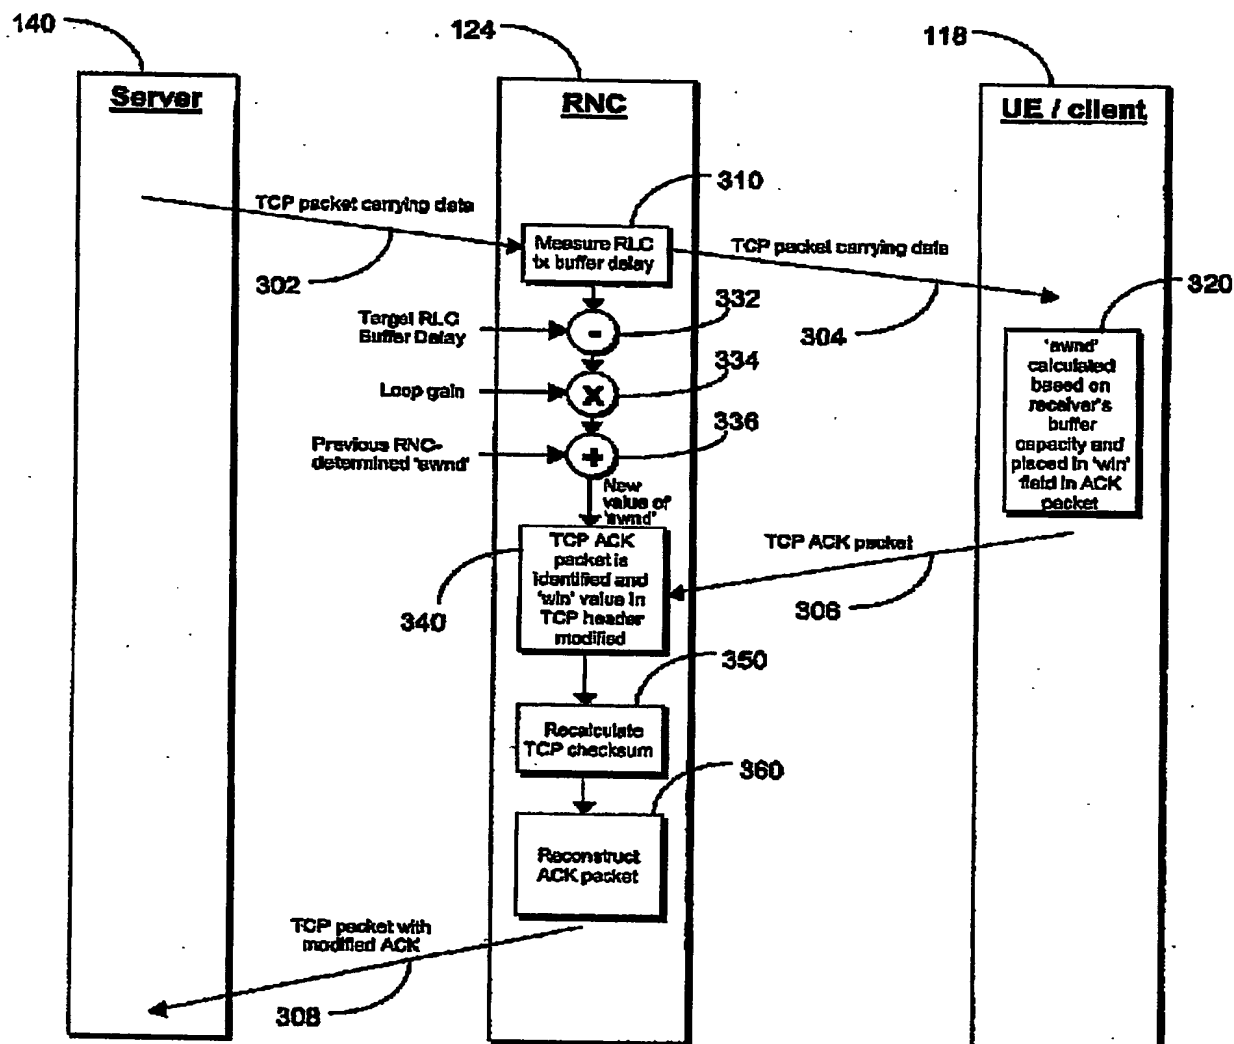 140
124
118
Server
RNC
UE / client
310
TCP packet carrying data
302
Measure RLC
tx buffer delay
TCP packet carrying data
304
320
Target RLC
Buffer Delay
-
332
Loop gain
X
334
Previous RNC-
determined 'awnd'
+
336
New
value of
'awnd'
'awnd'
calculated
based on
receiver's
buffer
capacity and
placed in 'win'
field in ACK
packet
TCP ACK
packet is
identified and
'win' value in
TCP header
modified
340
TCP ACK packet
306
350
Recalculate
TCP checksum
360
Reconstruct
ACK packet
TCP packet with
modified ACK
308